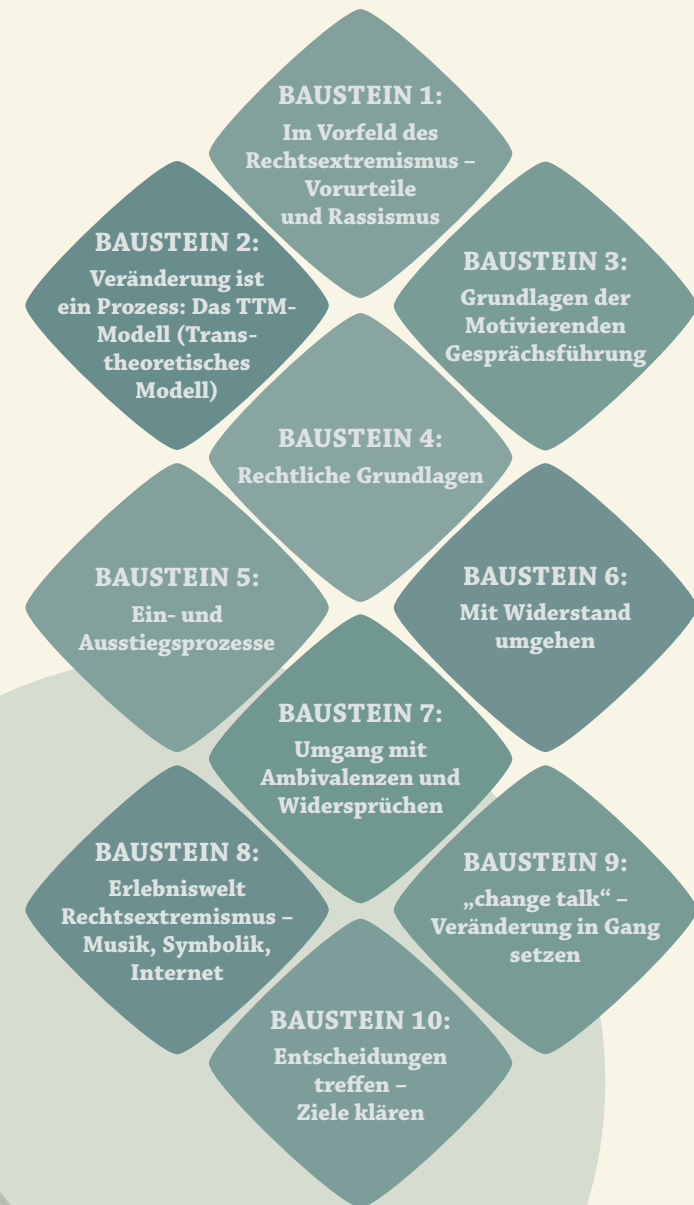 BAUSTEIN 1:
Im Vorfeld des
Rechtsextremismus –
Vorurteile
und Rassismus
BAUSTEIN 2:
Veränderung ist
ein Prozess: Das TTM-
Modell (Trans-
theoretisches
Modell)
BAUSTEIN 3:
Grundlagen der
Motivierenden
Gesprächsführung
BAUSTEIN 4:
Rechtliche Grundlagen
BAUSTEIN 5:
Ein- und
Ausstiegsprozesse
BAUSTEIN 6:
Mit Widerstand
umgehen
BAUSTEIN 7:
Umgang mit
Ambivalenzen und
Widersprüchen
BAUSTEIN 8:
Erlebniswelt
Rechtsextremismus –
Musik, Symbolik,
Internet
BAUSTEIN 9:
„change talk“ –
Veränderung in Gang
setzen
BAUSTEIN 10:
Entscheidungen
treffen –
Ziele klären